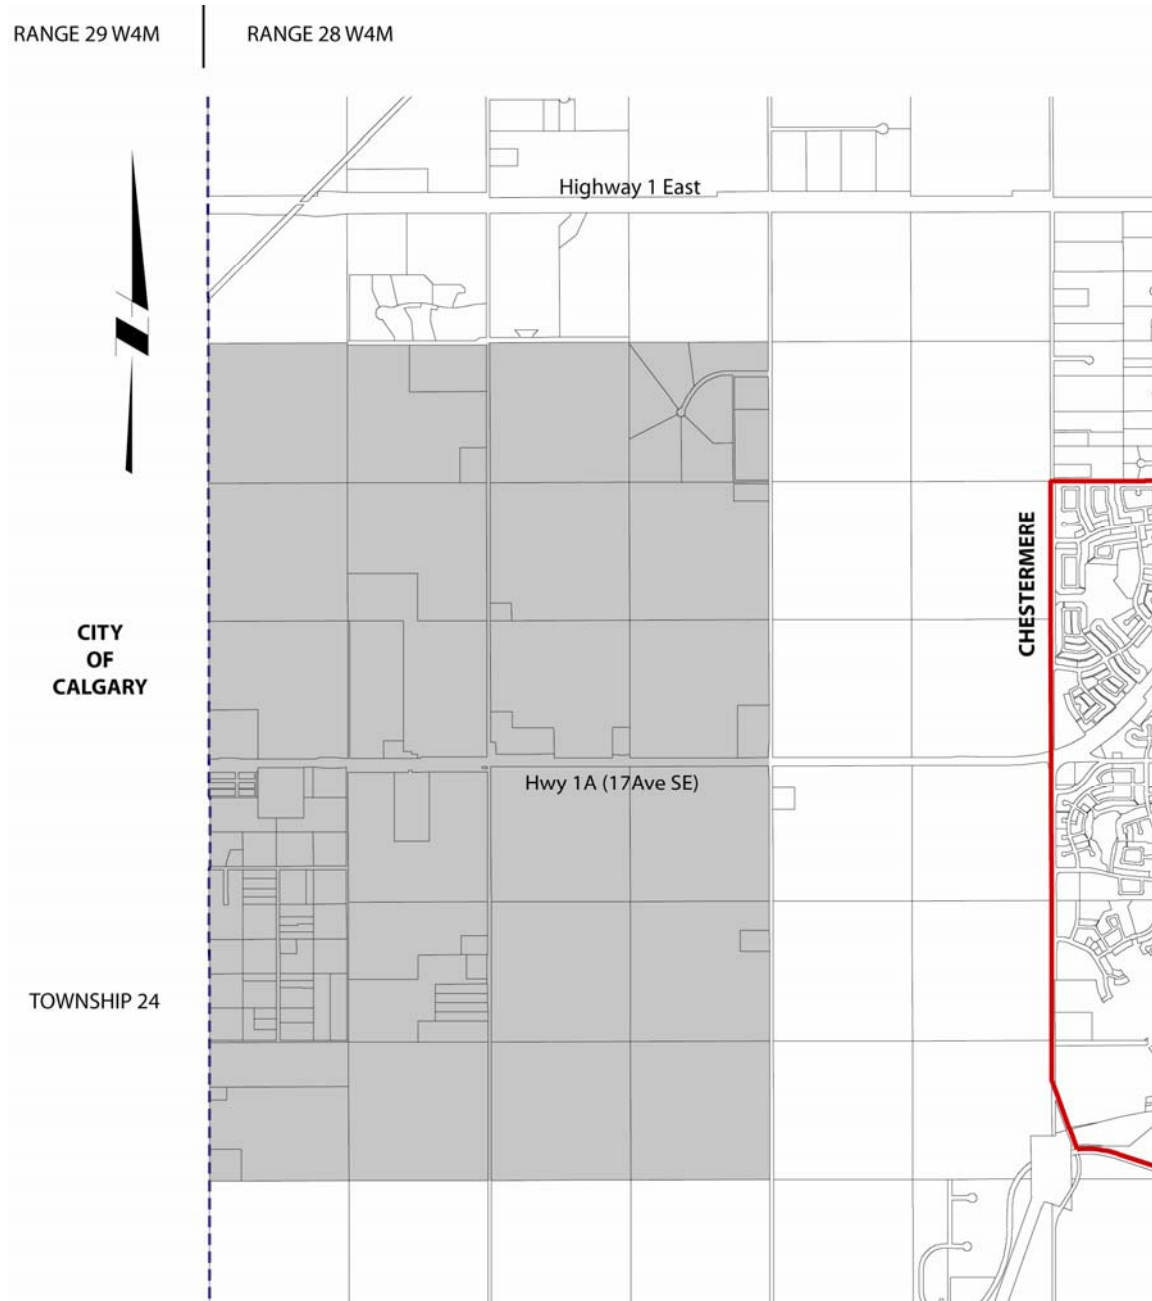 RANGE 29 W4M
RANGE 28 W4M
Highway 1 East
CHESTERMERE
CITY
OF
CALGARY
Hwy 1A (17Ave SE)
TOWNSHIP 24